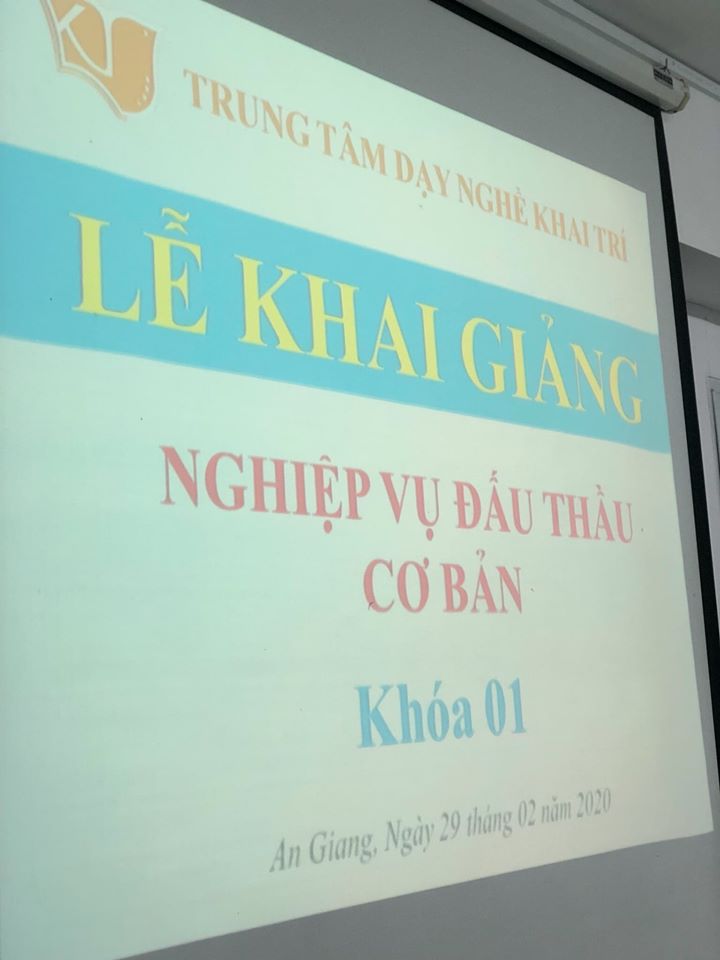 KV
TRUNG TÂM DẠY NGHỀ KHAI TRÍ
LỄ KHAI GIẢNG
NGHIỆP VỤ ĐẤU THẦU
CƠ BẢN
Khóa 01
An Giang, Ngày 29 tháng 02 năm 2020